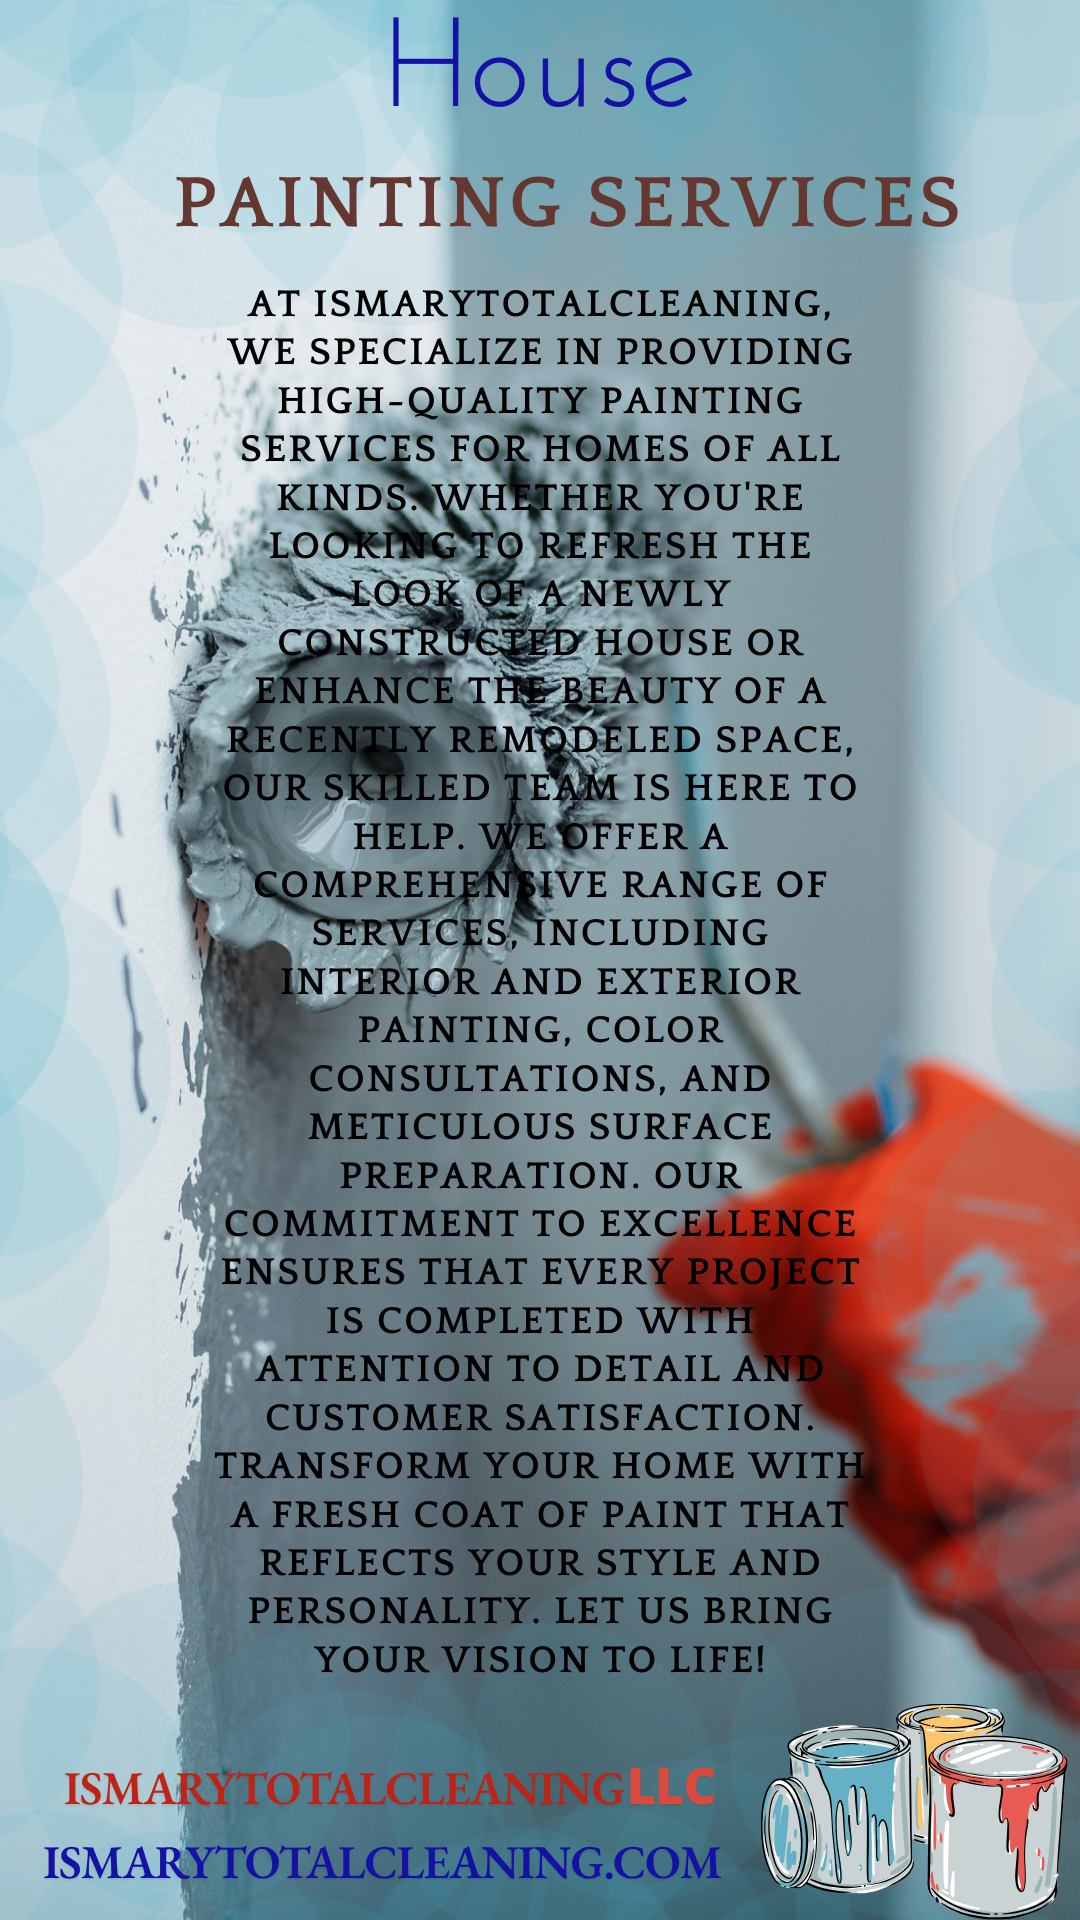 House
PAINTING SERVICES
AT ISMARYTOTALCLEANING,
WE SPECIALIZE IN PROVIDING
HIGH-QUALITY PAINTING
SERVICES FOR HOMES OF ALL
KINDS. WHETHER YOU'RE
LOOKING TO REFRESH THE
LOOK OF A NEWLY
CONSTRUCTED HOUSE OR
ENHANCE THE BEAUTY OF A
RECENTLY REMODELED SPACE,
OUR SKILLED TEAM IS HERE TO
HELP. WE OFFER A
COMPREHENSIVE RANGE OF
SERVICES, INCLUDING
INTERIOR AND EXTERIOR
PAINTING, COLOR
CONSULTATIONS, AND
METICULOUS SURFACE
PREPARATION. OUR
COMMITMENT TO EXCELLENCE
ENSURES THAT EVERY PROJECT
IS COMPLETED WITH
ATTENTION TO DETAIL AND
CUSTOMER SATISFACTION.
TRANSFORM YOUR HOME WITH
A FRESH COAT OF PAINT THAT
REFLECTS YOUR STYLE AND
PERSONALITY. LET US BRING
YOUR VISION TO LIFE!
ISMARYTOTALCLEANINGLLC
ISMARYTOTALCLEANING.COM